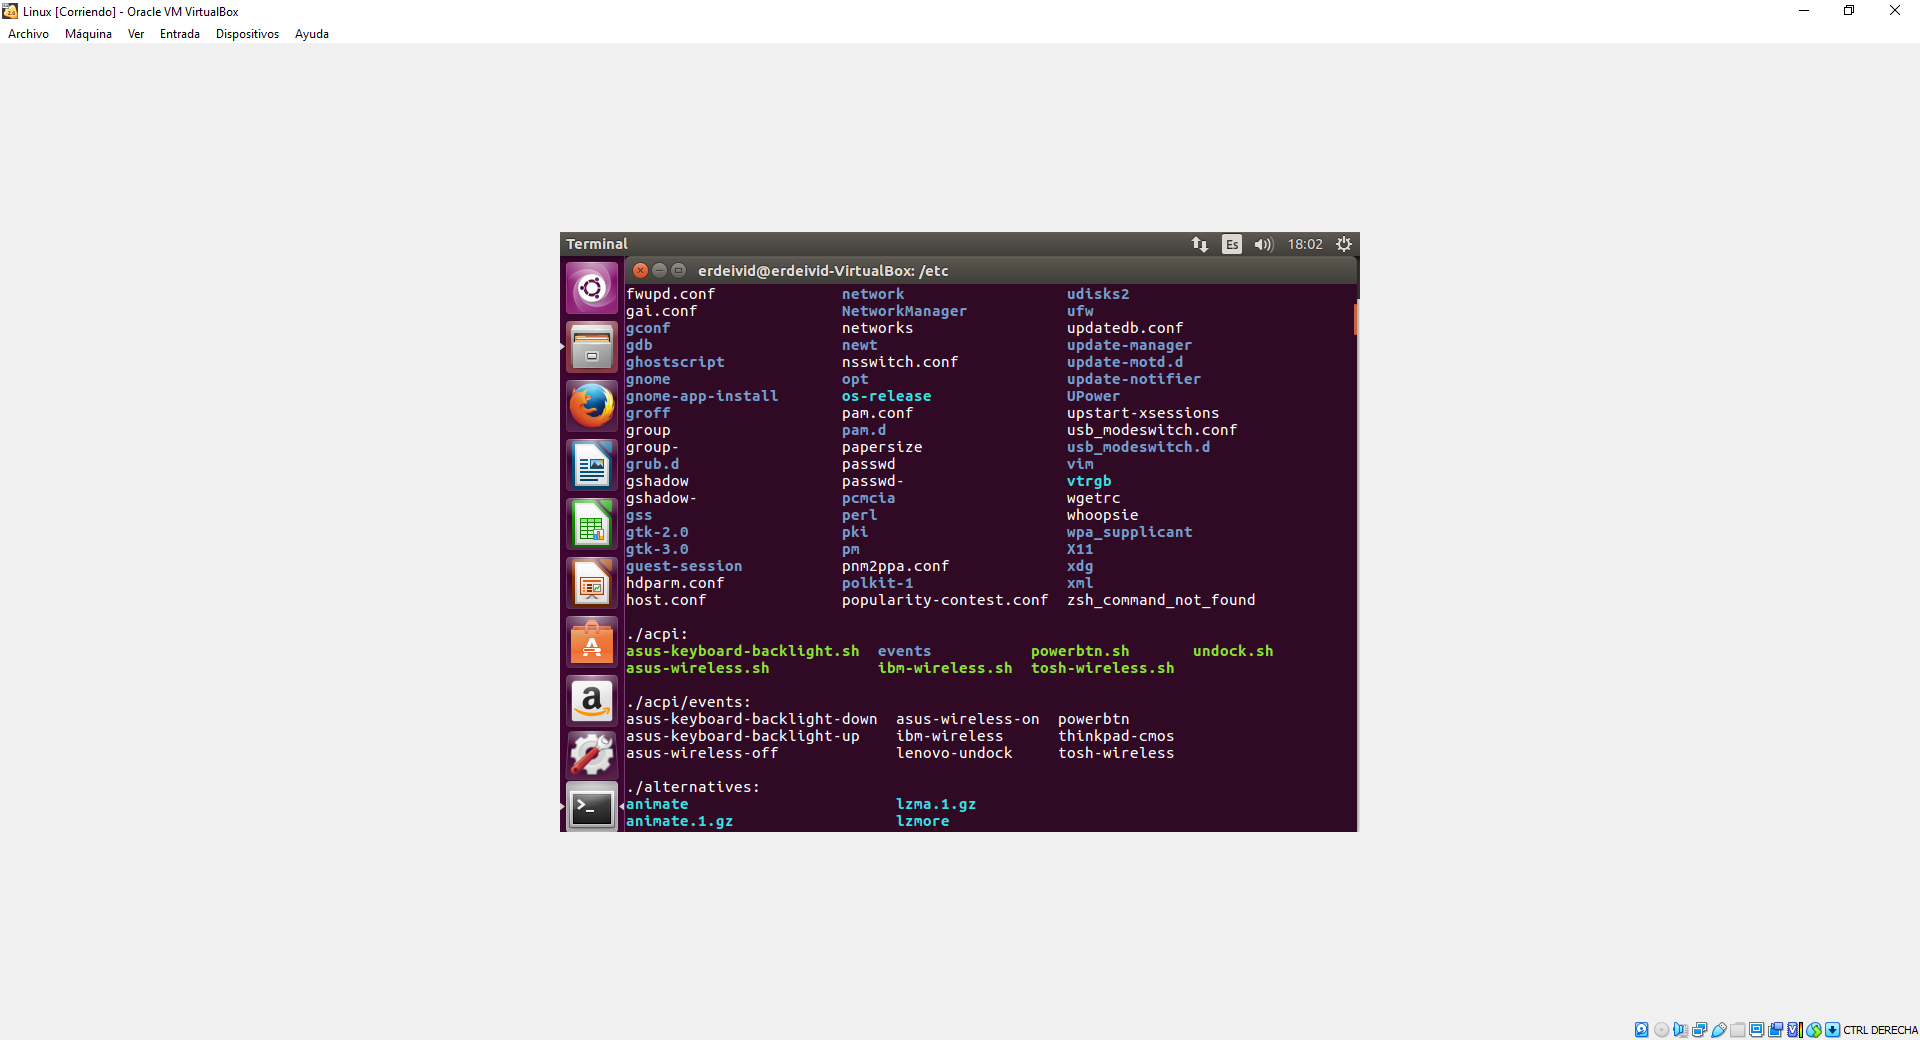 Linux [Corriendo] - Oracle VM VirtualBox
Archivo Máquina Ver Entrada Dispositivos Ayuda
Terminal Es 18:02
erdeivid@erdeivid-VirtualBox: /etc
fwupd.conf network udisks2
gai.conf NetworkManager ufw
gconf networks updatedb.conf
gdb newt update-manager
ghostscript nsswitch.conf update-motd.d
gnome opt update-notifier
gnome-app-install os-release UPower
groff pam.conf upstart-xsessions
group pam.d usb_modeswitch.conf
group- papersize usb_modeswitch.d
grub.d passwd vim
gshadow passwd- vtrgb
gshadow- pcmcia wgetrc
gss perl whoopsie
gtk-2.0 pki wpa_supplicant
gtk-3.0 pm X11
guest-session pnm2ppa.conf xdg
hdparm.conf polkit-1 xml
host.conf popularity-contest.conf zsh_command_not_found
./acpi:
asus-keyboard-backlight.sh events powerbtn.sh undock.sh
asus-wireless.sh ibm-wireless.sh tosh-wireless.sh
./acpi/events:
asus-keyboard-backlight-down asus-wireless-on powerbtn
asus-keyboard-backlight-up ibm-wireless thinkpad-cmos
asus-wireless-off lenovo-undock tosh-wireless
./alternatives:
animate lzma.1.gz
animate.1.gz lzmore
CTRL DERECHA